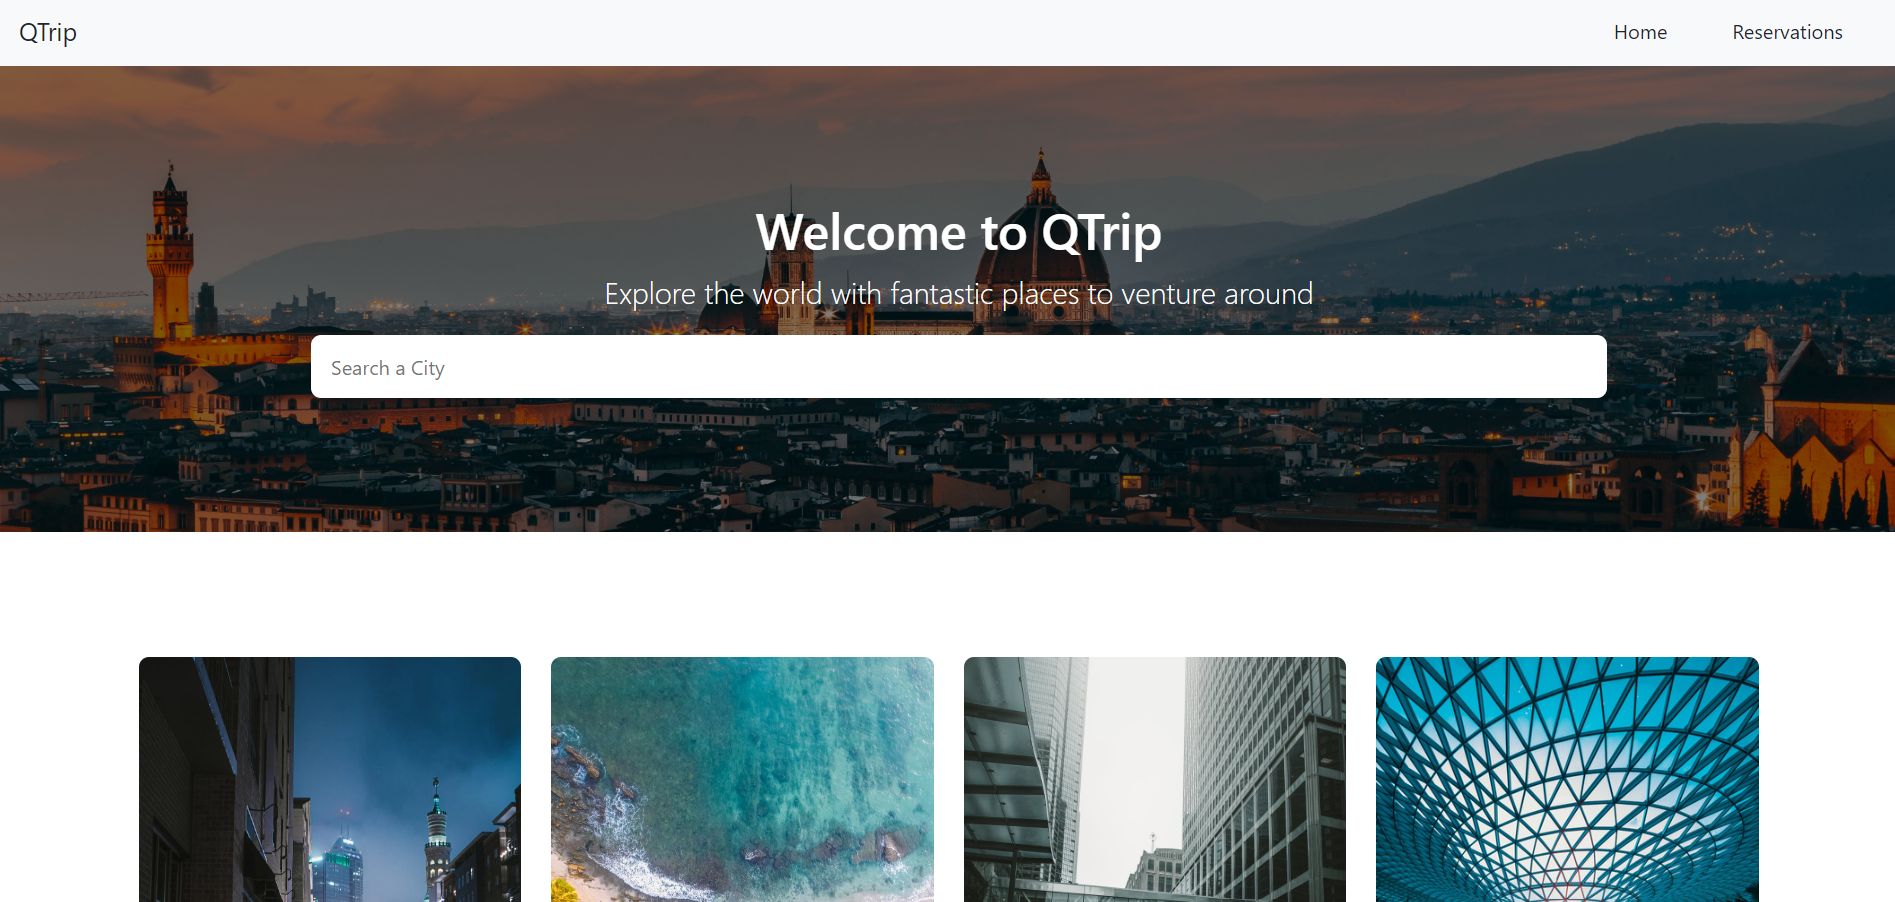 QTrip
Home
Reservations
Welcome to QTrip
Explore the world with fantastic places to venture around
Search a City